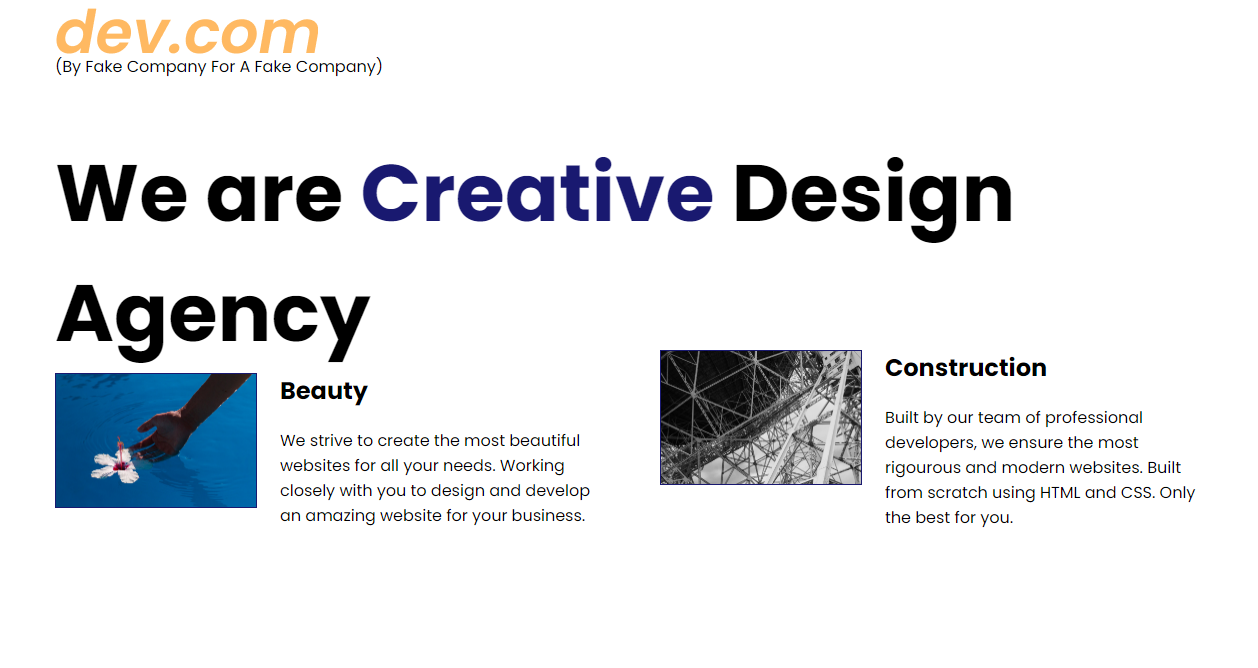 dev.com
(By Fake Company For A Fake Company)
We are Creative Design
Agency
Beauty
We strive to create the most beautiful
websites for all your needs. Working
closely with you to design and develop
an amazing website for your business.
Construction
Built by our team of professional
developers, we ensure the most
rigourous and modern websites. Built
from scratch using HTML and CSS. Only
the best for you.